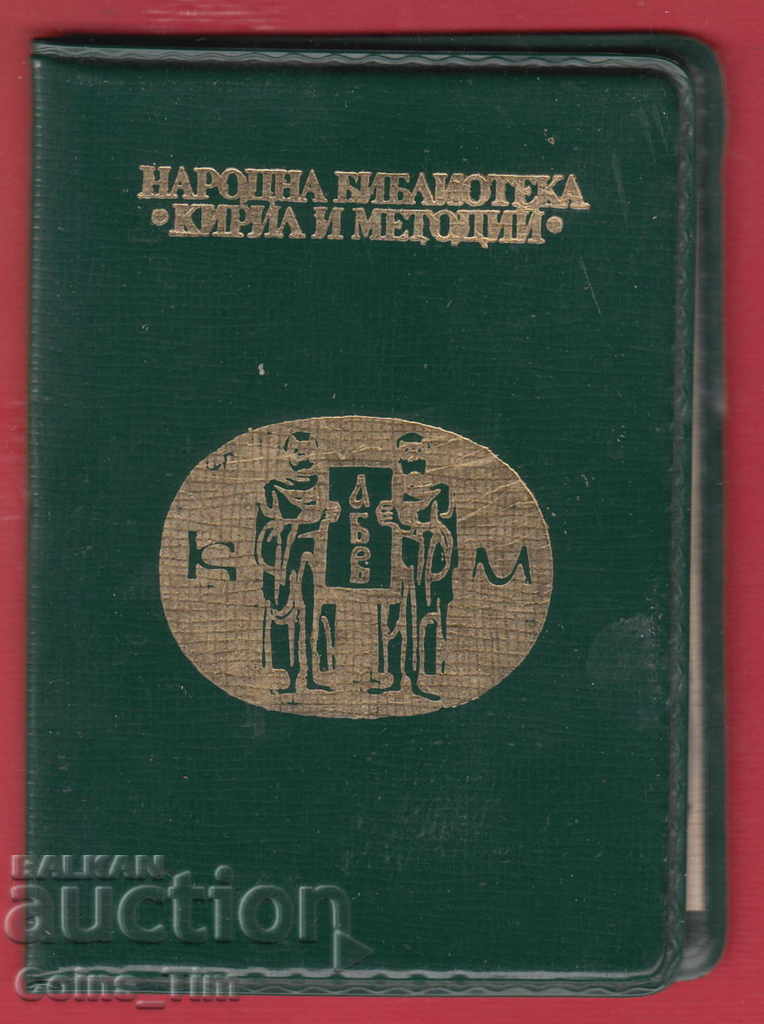 НАРОДНА БИБЛИОТЕКА
•КИРИЛ И МЕТОДИЙ•
К М
АБВ
BALKAN
auction
Coins_Tim